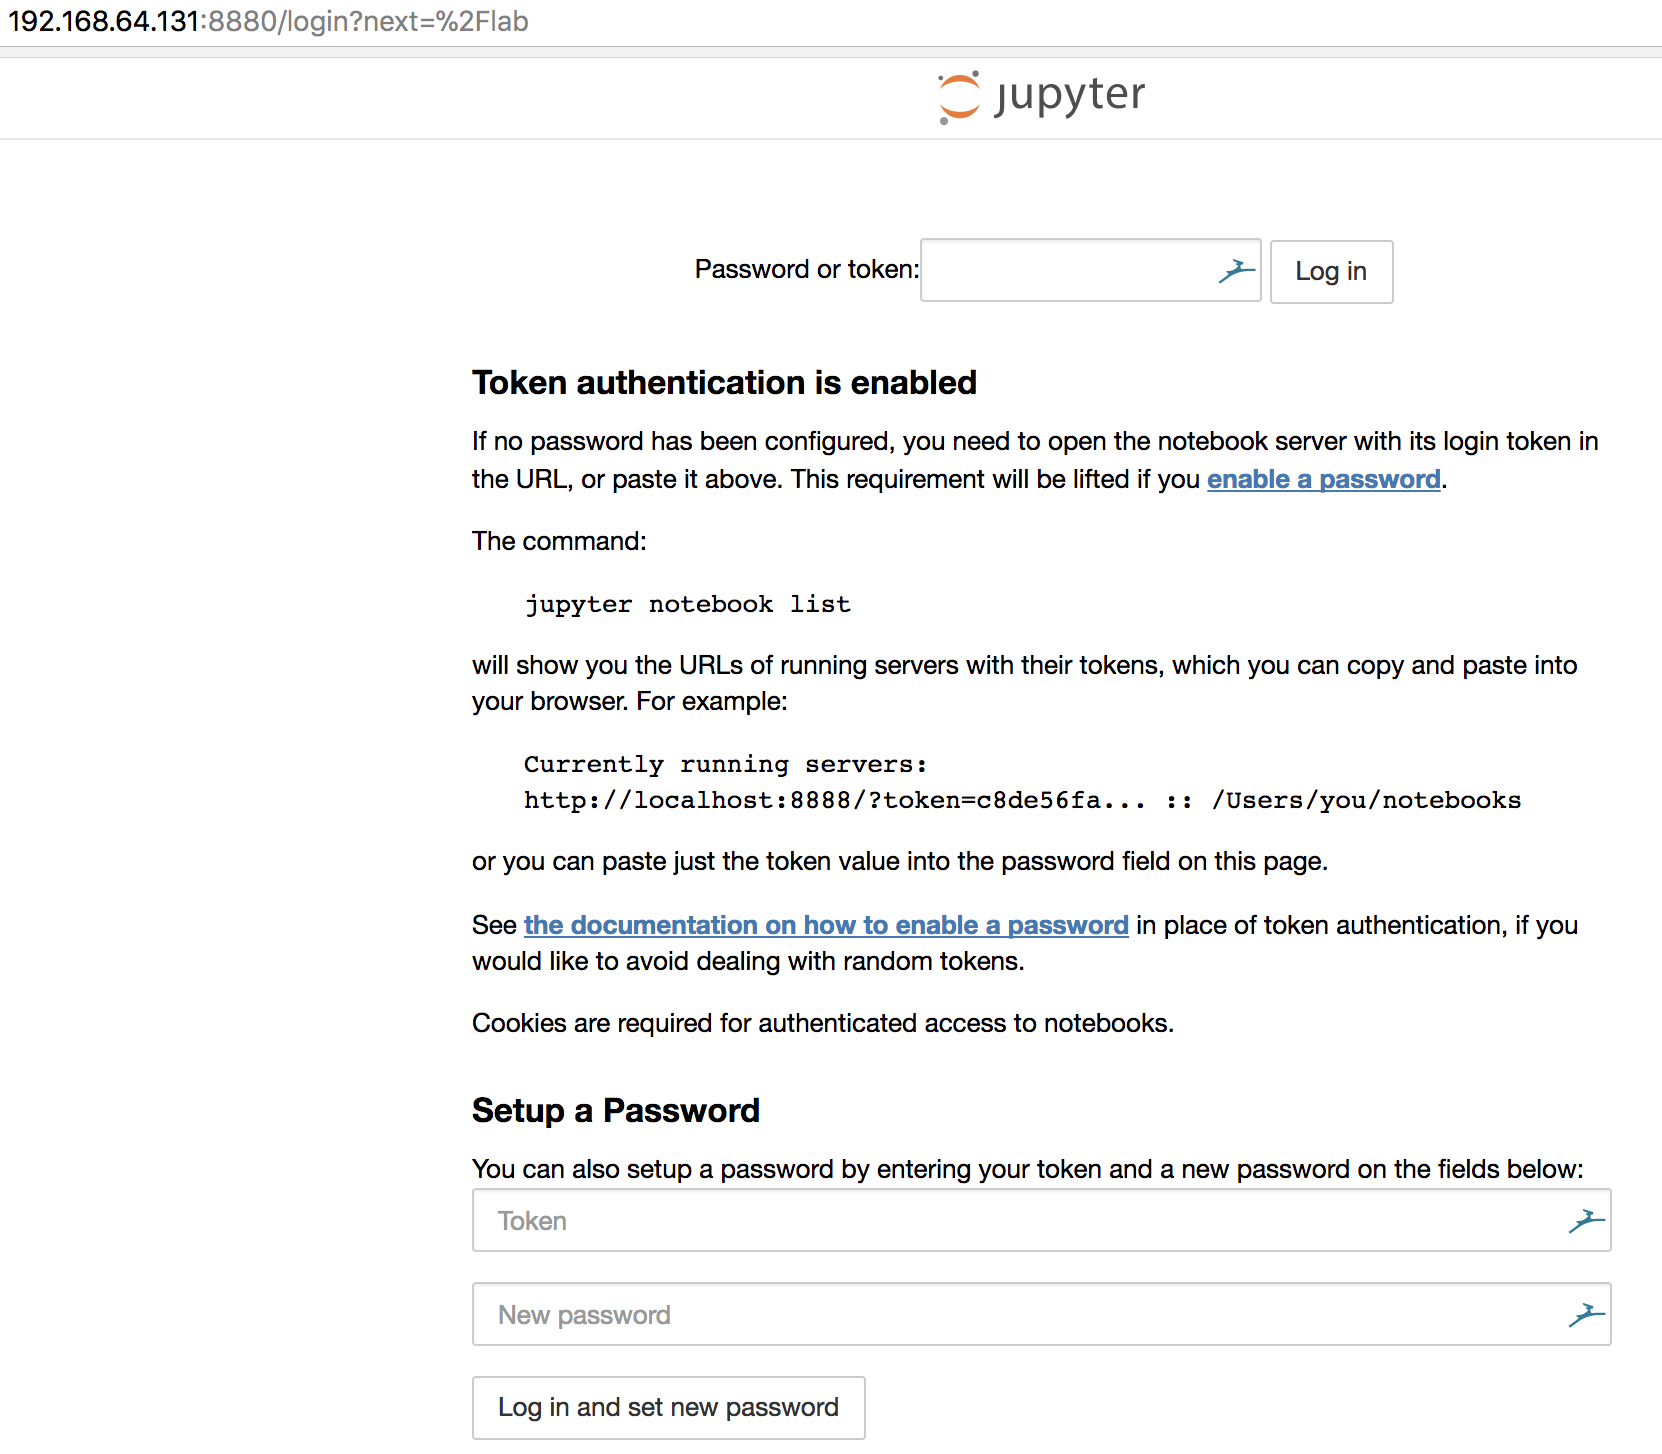 192.168.64.131:8880/login?next=%2Flab
jupyter
Password or token:
Log in
Token authentication is enabled
If no password has been configured, you need to open the notebook server with its login token in
the URL, or paste it above. This requirement will be lifted if you enable a password.
The command:
jupyter notebook list
will show you the URLs of running servers with their tokens, which you can copy and paste into
your browser. For example:
Currently running servers:
http://localhost:8888/?token=c8de56fa... :: /Users/you/notebooks
or you can paste just the token value into the password field on this page.
See the documentation on how to enable a password in place of token authentication, if you
would like to avoid dealing with random tokens.
Cookies are required for authenticated access to notebooks.
Setup a Password
You can also setup a password by entering your token and a new password on the fields below:
Token
New password
Log in and set new password